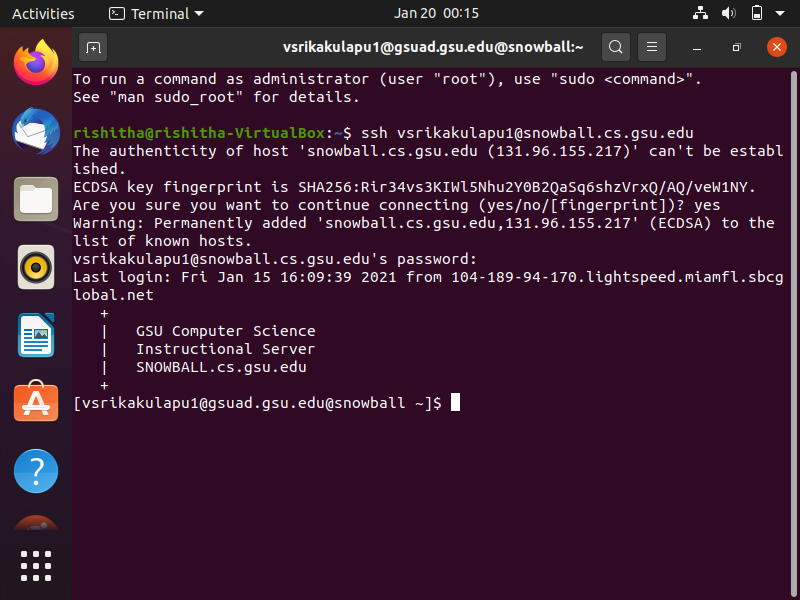 Activities
Terminal
Jan 20 00:15
vsrikakulapu1@gsuad.gsu.edu@snowball:~
To run a command as administrator (user "root"), use "sudo <command>".
See "man sudo_root" for details.
rishitha@rishitha-VirtualBox:~$ ssh vsrikakulapu1@snowball.cs.gsu.edu
The authenticity of host 'snowball.cs.gsu.edu (131.96.155.217)' can't be establ
ished.
ECDSA key fingerprint is SHA256:Rir34vs3KIWl5Nhu2Y0B2QaSq6shzVrxQ/AQ/veW1NY.
Are you sure you want to continue connecting (yes/no/[fingerprint])? yes
Warning: Permanently added 'snowball.cs.gsu.edu,131.96.155.217' (ECDSA) to the
list of known hosts.
vsrikakulapu1@snowball.cs.gsu.edu's password:
Last login: Fri Jan 15 16:09:39 2021 from 104-189-94-170.lightspeed.miamfl.sbcg
lobal.net
+
|   GSU Computer Science
|   Instructional Server
|   SNOWBALL.cs.gsu.edu
+
[vsrikakulapu1@gsuad.gsu.edu@snowball ~]$